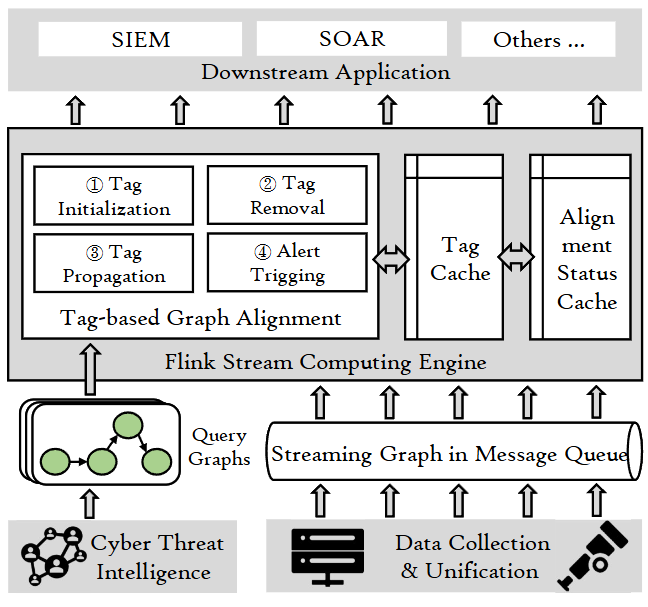 SIEM
SOAR
Others ...
Downstream Application
① Tag
Initialization
② Tag
Removal
③ Tag
Propagation
④ Alert
Trigging
Tag-based Graph Alignment
Tag
Cache
Align
ment
Status
Cache
Flink Stream Computing Engine
Query
Graphs
Streaming Graph in Message Queue
Cyber Threat
Intelligence
Data Collection
& Unification